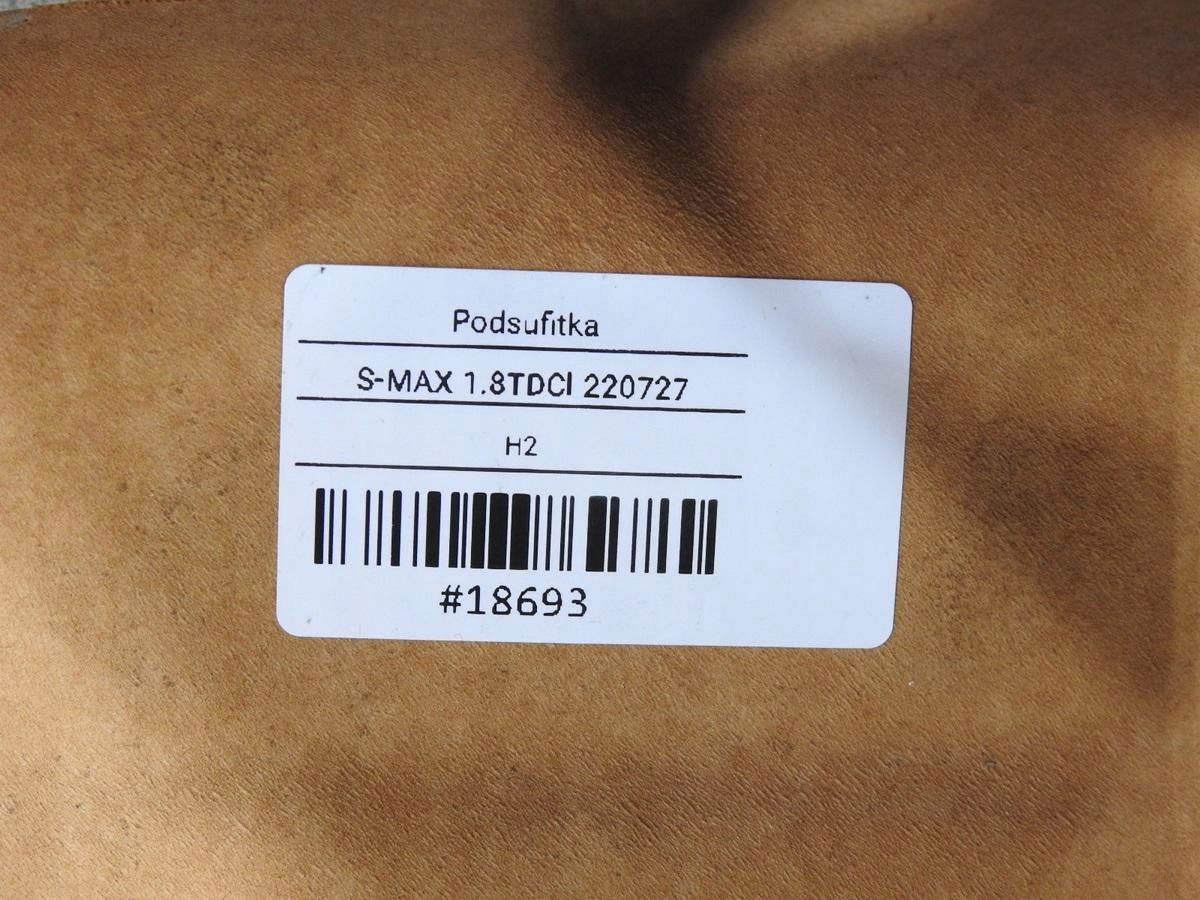 Podsufitka
S-MAX 1.8TDCI 220727
H2
#18693